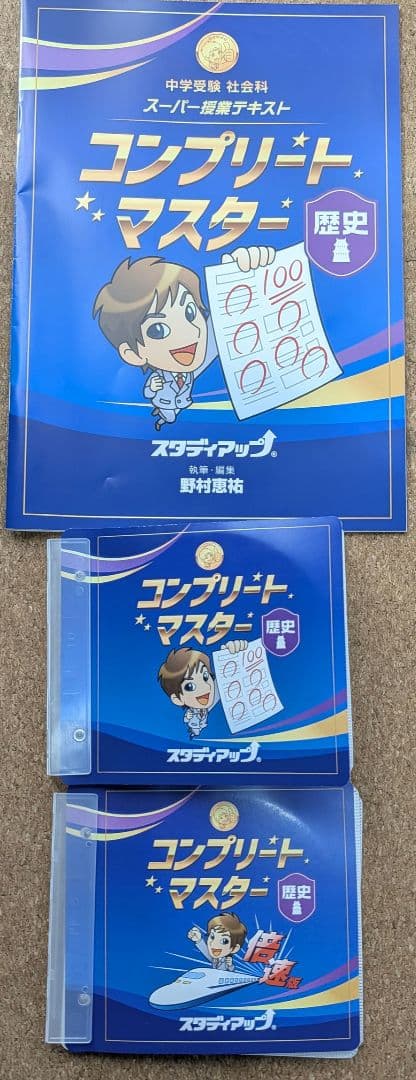 中学受験 社会科
スーパー授業テキスト
コンプリート
マスター
歴史
100
スタディアップ®
執筆・編集
野村恵祐
コンプリート
マスター
歴史
100
スタディアップ®
コンプリート
マスター
歴史
倍速版
スタディアップ®